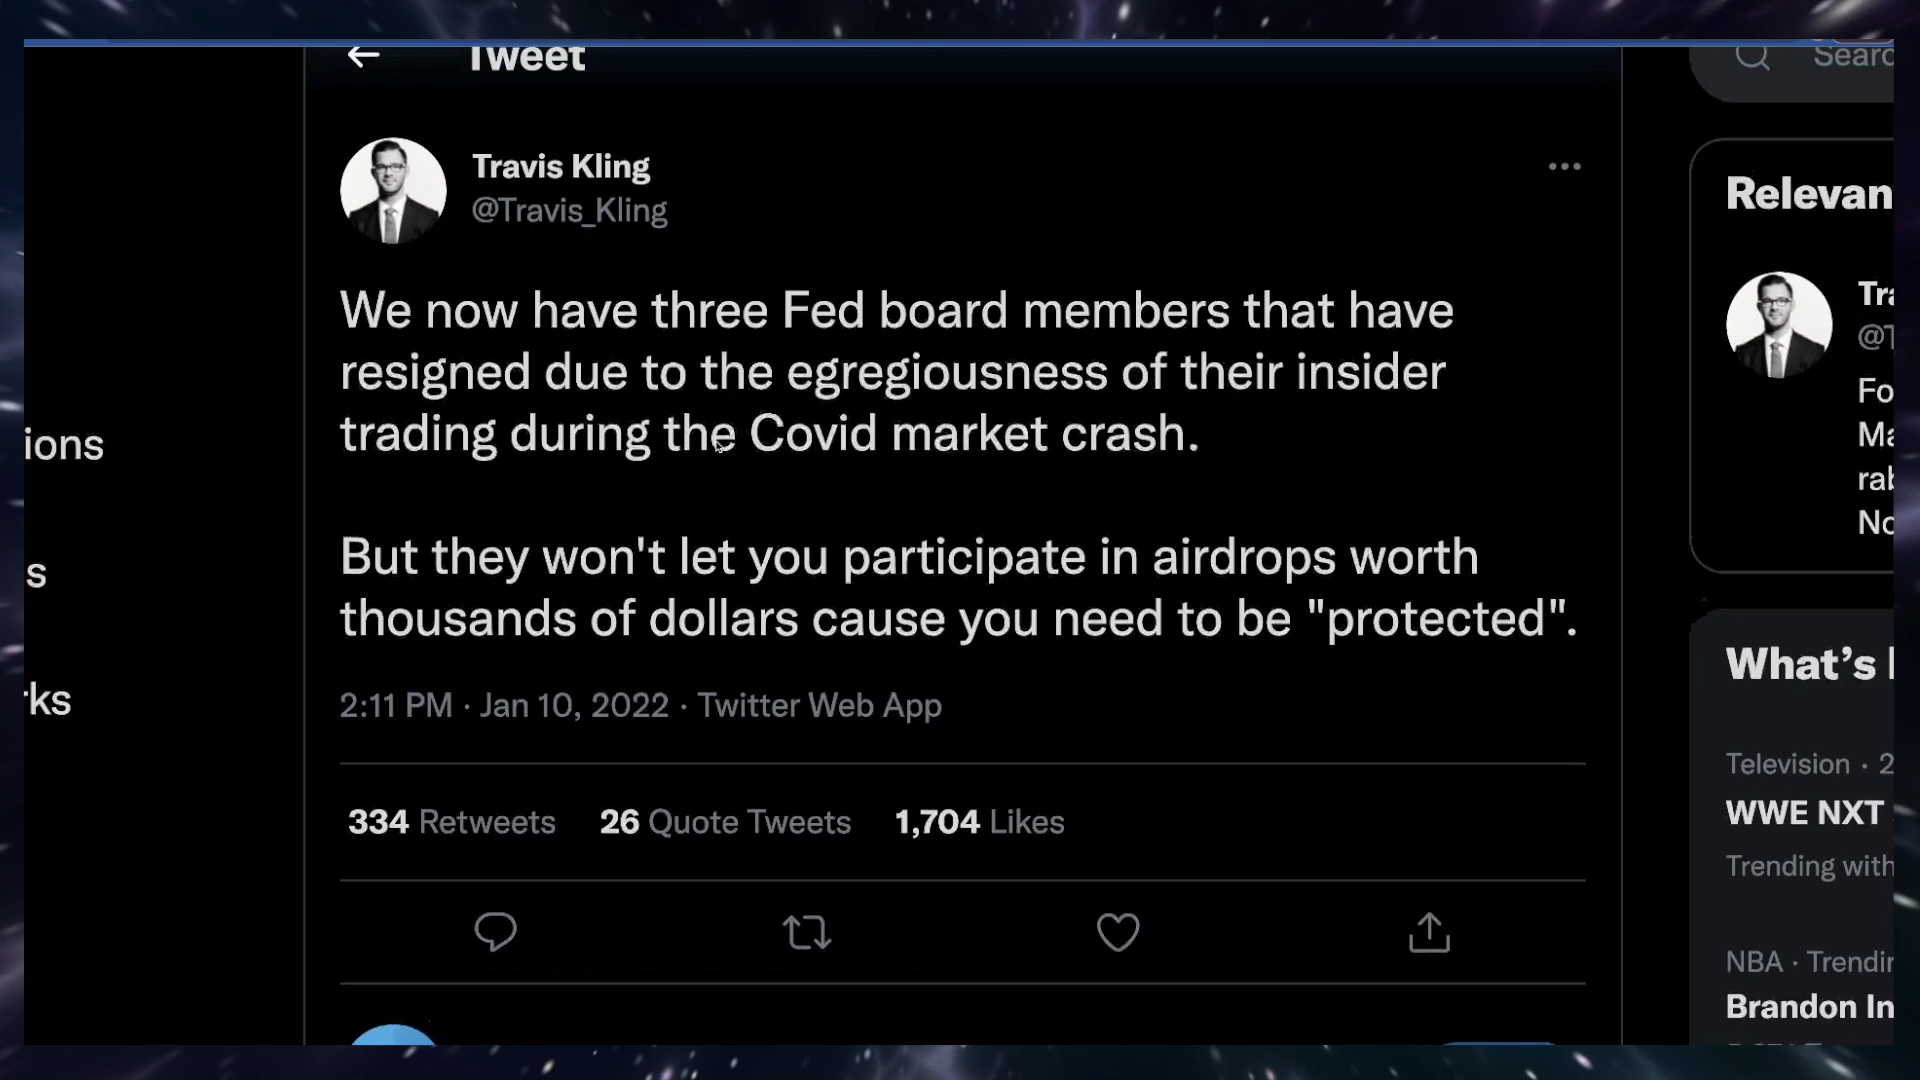 Tweet
Searc
Travis Kling
@Travis_Kling
We now have three Fed board members that have
resigned due to the egregiousness of their insider
trading during the Covid market crash.
But they won't let you participate in airdrops worth
thousands of dollars cause you need to be "protected".
2:11 PM · Jan 10, 2022 · Twitter Web App
334 Retweets 26 Quote Tweets 1,704 Likes
ions
s
rks
Relevan
Tra
@T
Fo
Ma
rab
No
What's
Television · 2
WWE NXT
Trending with
NBA · Trendin
Brandon In